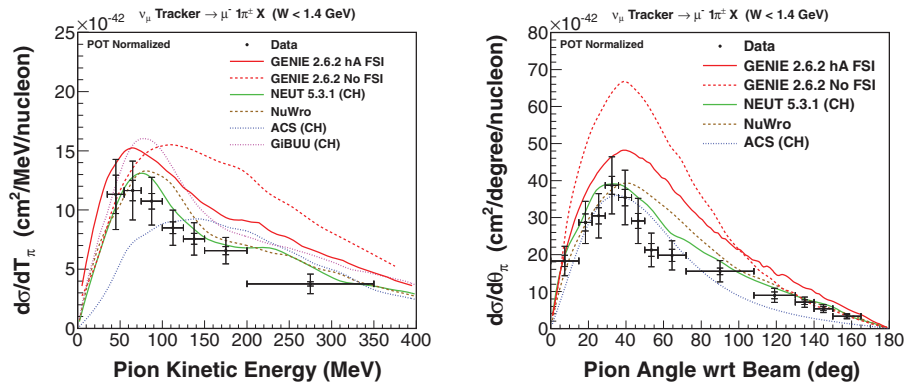 ν_μ Tracker → μ⁻ 1π± X (W < 1.4 GeV)
×10⁻⁴²
25
20
15
10
5
0
dσ/dT_π (cm²/MeV/nucleon)
POT Normalized
Data
GENIE 2.6.2 hA FSI
GENIE 2.6.2 No FSI
NEUT 5.3.1 (CH)
NuWro
ACS (CH)
GiBUU (CH)
0 50 100 150 200 250 300 350 400
Pion Kinetic Energy (MeV)
ν_μ Tracker → μ⁻ 1π± X (W < 1.4 GeV)
×10⁻⁴²
80
70
60
50
40
30
20
10
0
dσ/dθ_π (cm²/degree/nucleon)
POT Normalized
Data
GENIE 2.6.2 hA FSI
GENIE 2.6.2 No FSI
NEUT 5.3.1 (CH)
NuWro
ACS (CH)
0 20 40 60 80 100 120 140 160 180
Pion Angle wrt Beam (deg)